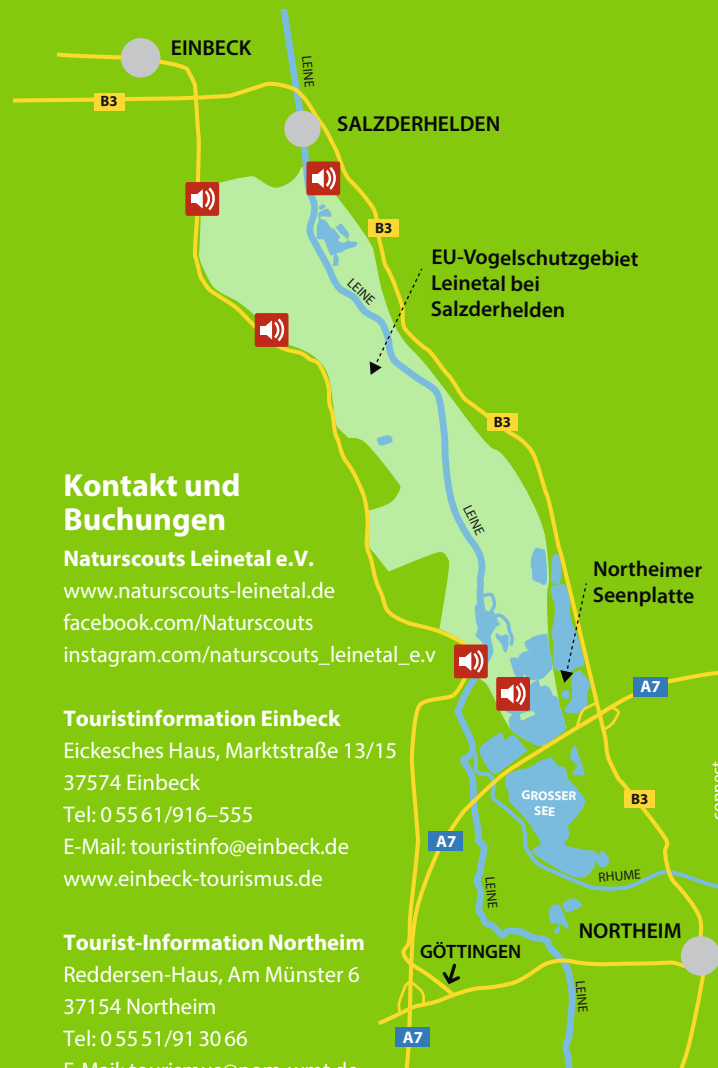 EINBECK
LEINE
B3
SALZDERHELDEN
B3
EU-Vogelschutzgebiet
Leinetal bei
Salzderhelden
LEINE
B3
LEINE
Kontakt und
Buchungen
Naturscouts Leinetal e.V.
www.naturscouts-leinetal.de
facebook.com/Naturscouts
instagram.com/naturscouts_leinetal_e.v
Northeimer
Seenplatte
A7
Touristinformation Einbeck
Eickesches Haus, Marktstraße 13/15
37574 Einbeck
Tel: 0 55 61/916–555
E-Mail: touristinfo@einbeck.de
www.einbeck-tourismus.de
GROSSER
SEE
B3
A7
RHUME
LEINE
NORTHEIM
GÖTTINGEN
LEINE
A7
Tourist-Information Northeim
Reddersen-Haus, Am Münster 6
37154 Northeim
Tel: 0 55 51/91 30 66